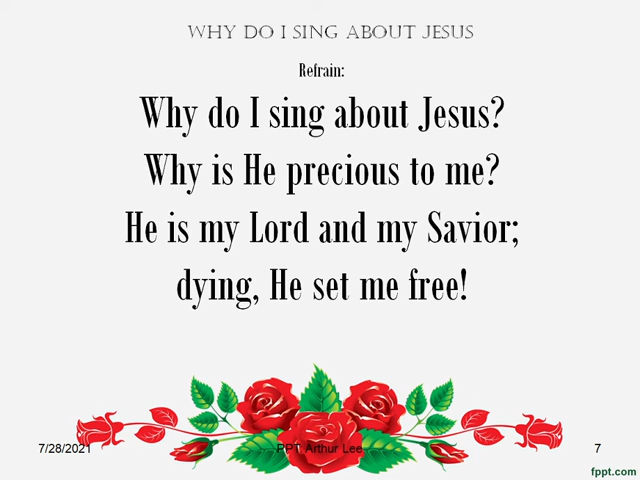 WHY DO I SING ABOUT JESUS
Refrain:
Why do I sing about Jesus?
Why is He precious to me?
He is my Lord and my Savior;
dying, He set me free!
7/28/2021
PPT Arthur Lee
7
fppt.com